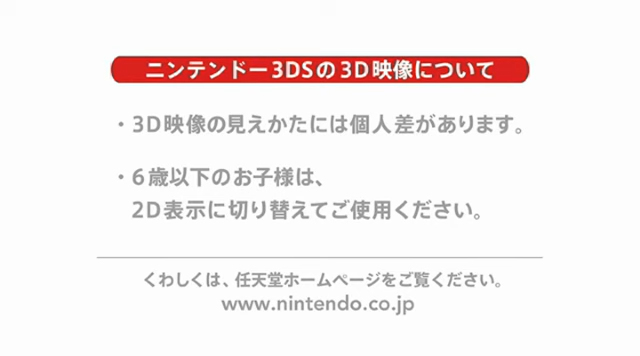 ニンテンドー3DSの3D映像について
・3D映像の見えかたには個人差があります。
・6歳以下のお子様は、
2D表示に切り替えてご使用ください。
くわしくは、任天堂ホームページをご覧ください。
www.nintendo.co.jp